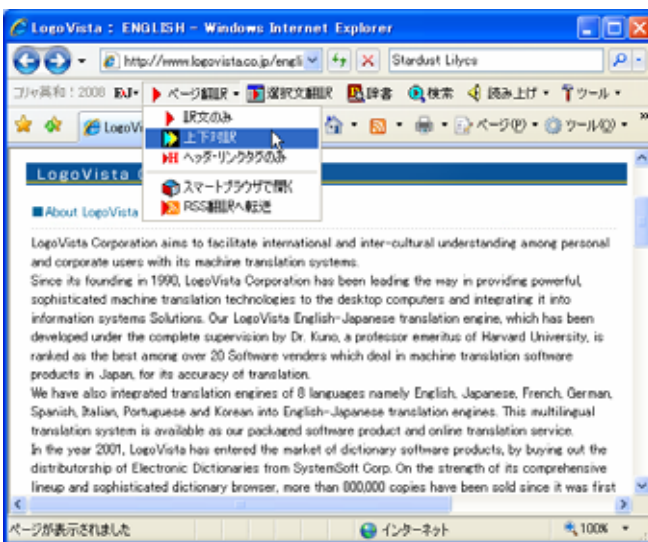 LogoVista : ENGLISH - Windows Internet Explorer
http://www.logovista.co.jp/engli
Stardust Lilycs
コリャ英和!2008 EJ ページ翻訳 選択文翻訳 辞書 検索 読み上げ ツール
訳文のみ
LogoVi
ページ(P) ツール(O) »
上下対訳
ヘッダ・リンクタグのみ
スマートブラウザで開く
RSS翻訳へ転送
LogoVista
■About LogoVista
LogoVista Corporation aims to facilitate international and inter-cultural understanding among personal
and corporate users with its machine translation systems.
Since its founding in 1990, LogoVista Corporation has been leading the way in providing powerful,
sophisticated machine translation technologies to the desktop computers and integrating it into
information systems Solutions. Our LogoVista English-Japanese translation engine, which has been
developed under the complete supervision by Dr. Kuno, a professor emeritus of Harvard University, is
ranked as the best among over 20 Software venders which deal in machine translation software
products in Japan, for its accuracy of translation.
We have also integrated translation engines of 8 languages namely English, Japanese, French, German,
Spanish, Italian, Portuguese and Korean into English-Japanese translation engines. This multilingual
translation system is available as our packaged software product and online translation service.
In the year 2001, LogoVista has entered the market of dictionary software products, by buying out the
distributorship of Electronic Dictionaries from SystemSoft Corp. On the strength of its comprehensive
lineup and sophisticated dictionary browser, more than 800,000 copies have been sold since it was first
ページが表示されました インターネット 100%